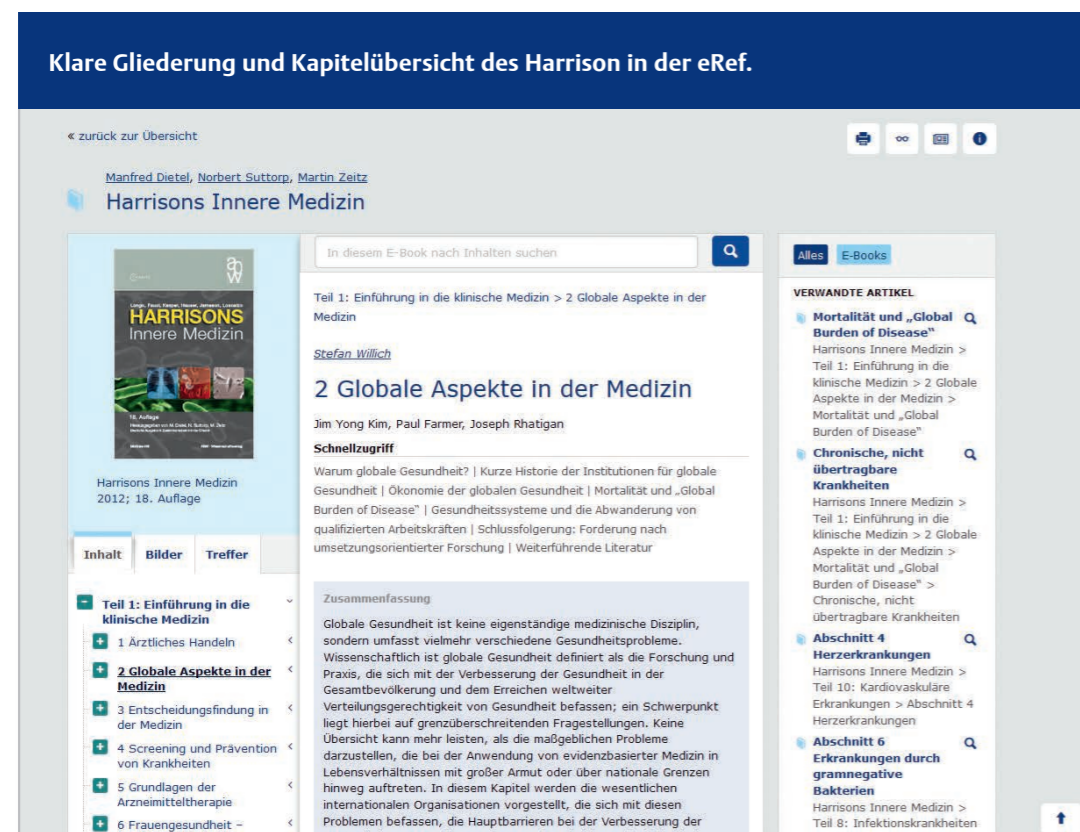 Klare Gliederung und Kapitelübersicht des Harrison in der eRef.
« zurück zur Übersicht
Manfred Dietel, Norbert Suttorp, Martin Zeitz
Harrisons Innere Medizin
HARRISONS
Innere Medizin
18. Auflage
Harrisons Innere Medizin
2012; 18. Auflage
Inhalt Bilder Treffer
Teil 1: Einführung in die
klinische Medizin
1 Ärztliches Handeln
2 Globale Aspekte in der
Medizin
3 Entscheidungsfindung in
der Medizin
4 Screening und Prävention
von Krankheiten
5 Grundlagen der
Arzneimitteltherapie
6 Frauengesundheit –
In diesem E-Book nach Inhalten suchen
Teil 1: Einführung in die klinische Medizin > 2 Globale Aspekte in der
Medizin
Stefan Willich
2 Globale Aspekte in der Medizin
Jim Yong Kim, Paul Farmer, Joseph Rhatigan
Schnellzugriff
Warum globale Gesundheit? | Kurze Historie der Institutionen für globale
Gesundheit | Ökonomie der globalen Gesundheit | Mortalität und „Global
Burden of Disease" | Gesundheitssysteme und die Abwanderung von
qualifizierten Arbeitskräften | Schlussfolgerung: Forderung nach
umsetzungsorientierter Forschung | Weiterführende Literatur
Zusammenfassung
Globale Gesundheit ist keine eigenständige medizinische Disziplin,
sondern umfasst vielmehr verschiedene Gesundheitsprobleme.
Wissenschaftlich ist globale Gesundheit definiert als die Forschung und
Praxis, die sich mit der Verbesserung der Gesundheit in der
Gesamtbevölkerung und dem Erreichen weltweiter
Verteilungsgerechtigkeit von Gesundheit befassen; ein Schwerpunkt
liegt hierbei auf grenzüberschreitenden Fragestellungen. Keine
Übersicht kann mehr leisten, als die maßgeblichen Probleme
darzustellen, die bei der Anwendung von evidenzbasierter Medizin in
Lebensverhältnissen mit großer Armut oder über nationale Grenzen
hinweg auftreten. In diesem Kapitel werden die wesentlichen
internationalen Organisationen vorgestellt, die sich mit diesen
Problemen befassen, die Hauptbarrieren bei der Verbesserung der
Alles E-Books
VERWANDTE ARTIKEL
Mortalität und „Global
Burden of Disease"
Harrisons Innere Medizin >
Teil 1: Einführung in die
klinische Medizin > 2 Globale
Aspekte in der Medizin >
Mortalität und „Global
Burden of Disease"
Chronische, nicht
übertragbare
Krankheiten
Harrisons Innere Medizin >
Teil 1: Einführung in die
klinische Medizin > 2 Globale
Aspekte in der Medizin >
Mortalität und „Global
Burden of Disease" >
Chronische, nicht
übertragbare Krankheiten
Abschnitt 4
Herzerkrankungen
Harrisons Innere Medizin >
Teil 10: Kardiovaskuläre
Erkrankungen > Abschnitt 4
Herzerkrankungen
Abschnitt 6
Erkrankungen durch
gramnegative
Bakterien
Harrisons Innere Medizin >
Teil 8: Infektionskrankheiten